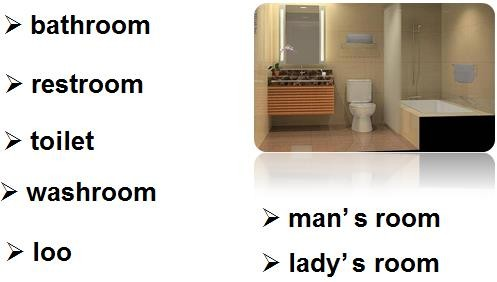 bathroom
restroom
toilet
washroom
loo
man’ s room
lady’ s room